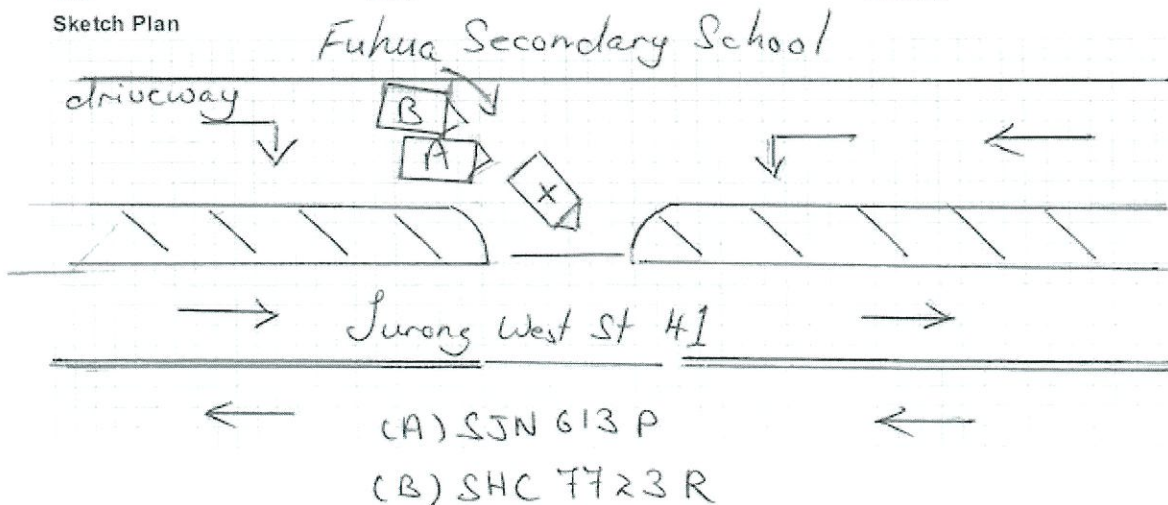 Sketch Plan
Fuhua Secondary School
driveway
B
A
X
Jurong West St 41
(A) SJN 613 P
(B) SHC 7723 R